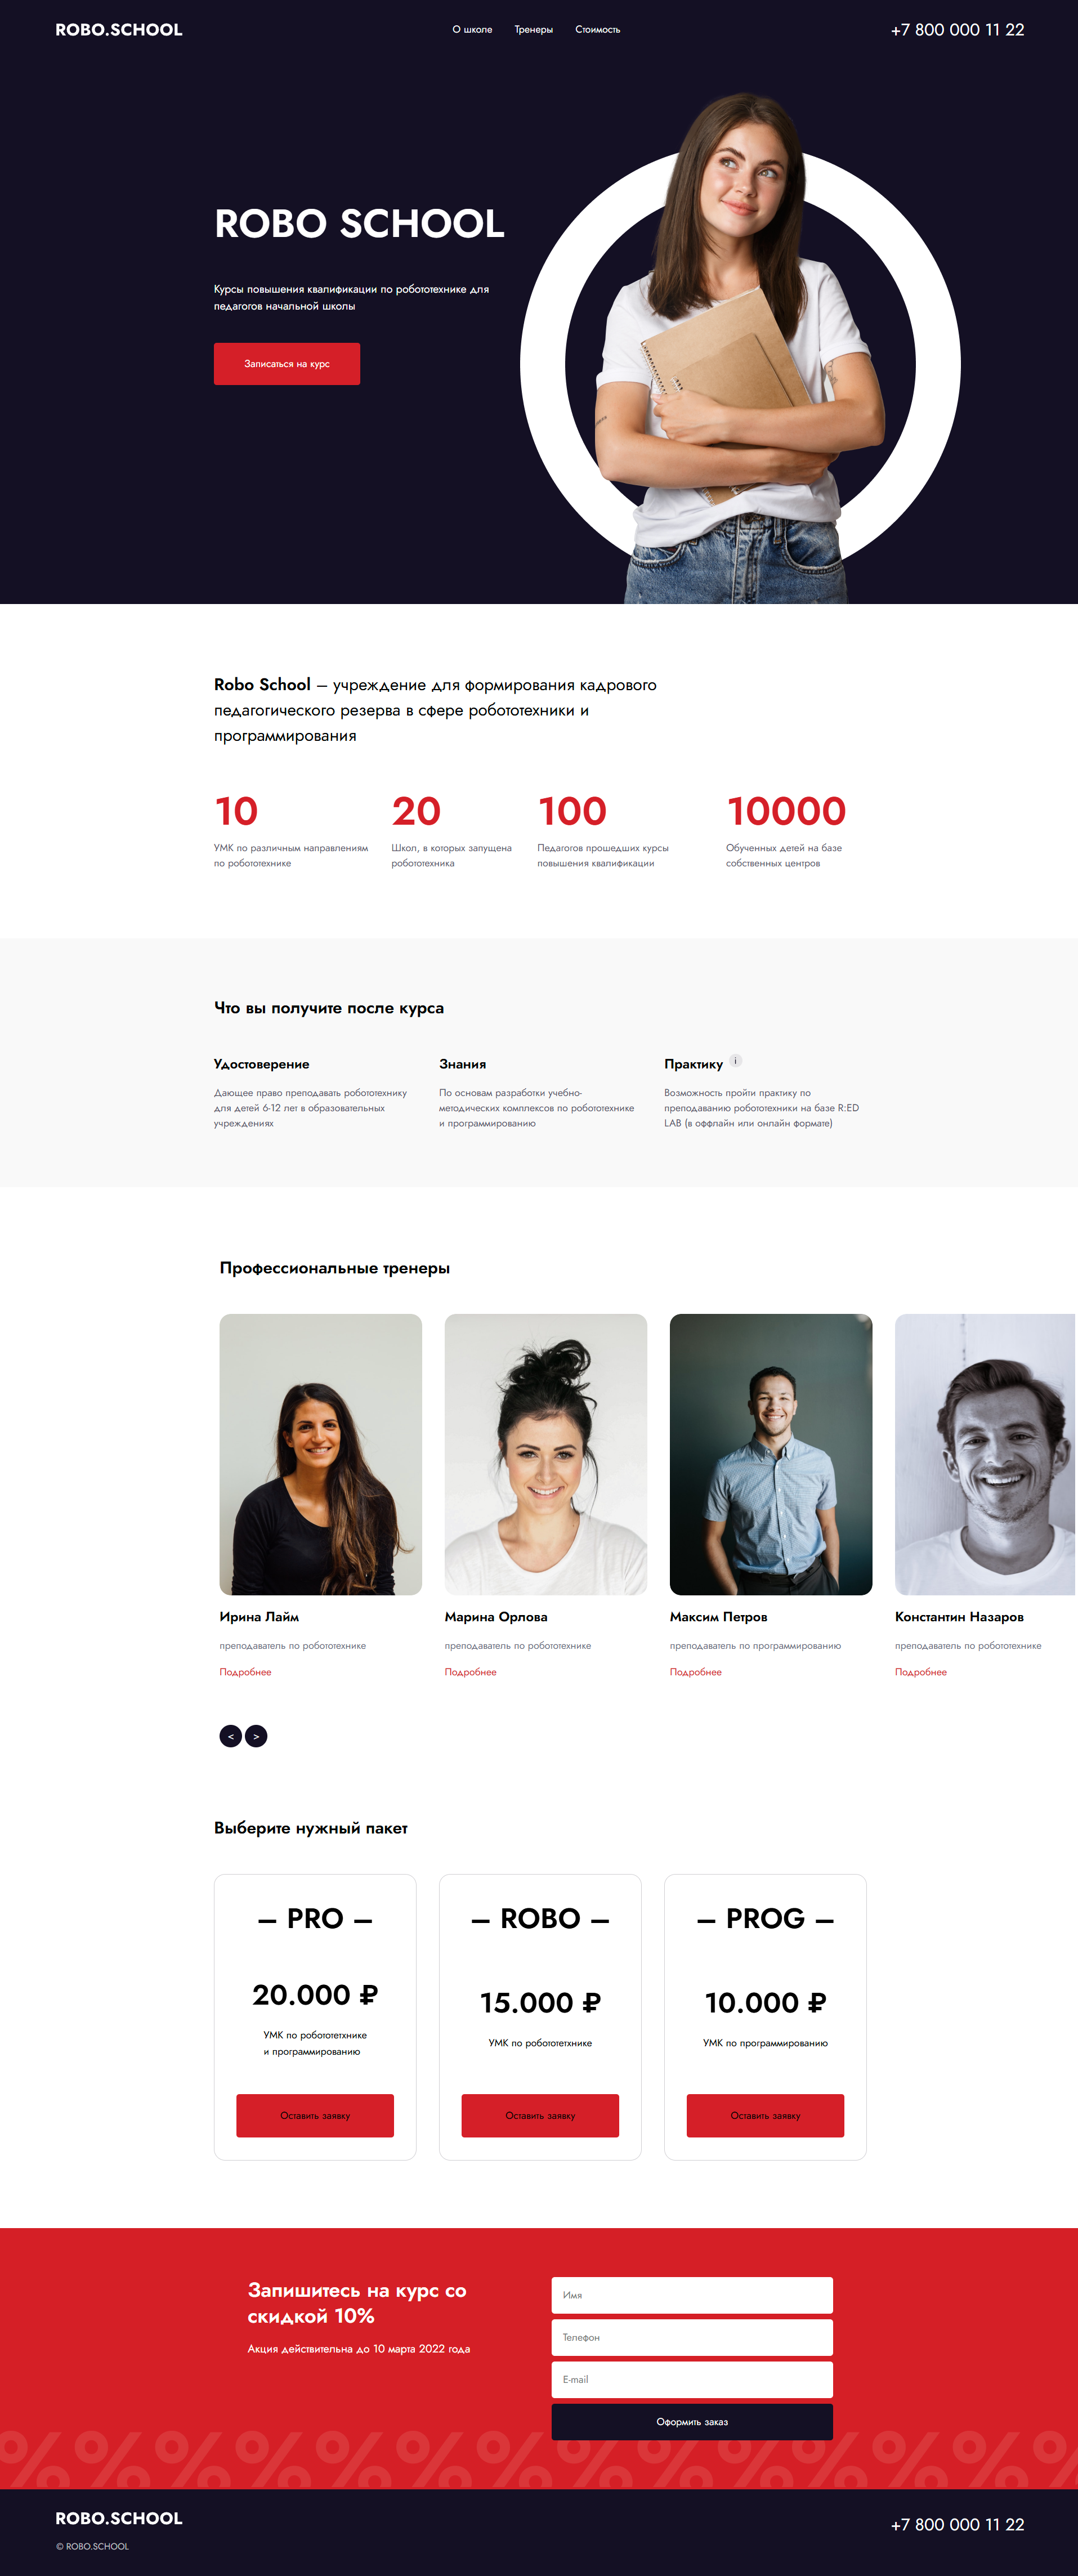 ROBO.SCHOOL
О школе
Тренеры
Стоимость
+7 800 000 11 22
ROBO SCHOOL
Курсы повышения квалификации по робототехнике для
педагогов начальной школы
Записаться на курс
Robo School – учреждение для формирования кадрового
педагогического резерва в сфере робототехники и
программирования
10
УМК по различным направлениям
по робототехнике
20
Школ, в которых запущена
робототехника
100
Педагогов прошедших курсы
повышения квалификации
10000
Обученных детей на базе
собственных центров
Что вы получите после курса
Удостоверение
Дающее право преподавать робототехнику
для детей 6-12 лет в образовательных
учреждениях
Знания
По основам разработки учебно-
методических комплексов по робототехнике
и программированию
Практику i
Возможность пройти практику по
преподаванию робототехники на базе R:ED
LAB (в оффлайн или онлайн формате)
Профессиональные тренеры
Ирина Лайм
преподаватель по робототехнике
Подробнее
Марина Орлова
преподаватель по робототехнике
Подробнее
Максим Петров
преподаватель по программированию
Подробнее
Константин Назаров
преподаватель по робототехнике
Подробнее
< >
Выберите нужный пакет
– PRO –
20.000 ₽
УМК по робототетхнике
и программированию
Оставить заявку
– ROBO –
15.000 ₽
УМК по робототетхнике
Оставить заявку
– PROG –
10.000 ₽
УМК по программированию
Оставить заявку
Запишитесь на курс со
скидкой 10%
Акция действительна до 10 марта 2022 года
Имя
Телефон
E-mail
Оформить заказ
%%%%%%%%%%%%%%
ROBO.SCHOOL
© ROBO.SCHOOL
+7 800 000 11 22